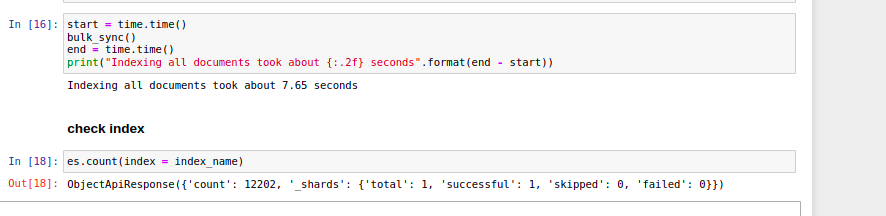 In [16]: start = time.time()
bulk_sync()
end = time.time()
print("Indexing all documents took about {:.2f} seconds".format(end - start))
Indexing all documents took about 7.65 seconds
check index
In [18]: es.count(index = index_name)
Out[18]: ObjectApiResponse({'count': 12202, '_shards': {'total': 1, 'successful': 1, 'skipped': 0, 'failed': 0}})